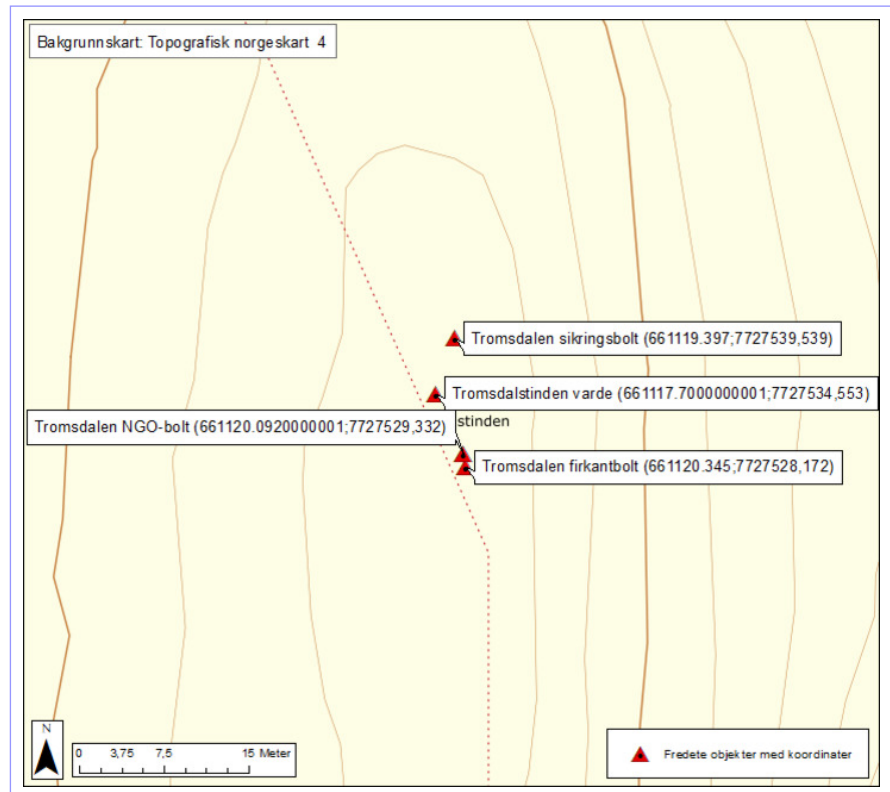 Bakgrunnskart: Topografisk norgeskart 4
Tromsdalen sikringsbolt (661119.397;7727539,539)
Tromsdalstinden varde (661117.7000000001;7727534,553)
stinden
Tromsdalen NGO-bolt (661120.0920000001;7727529,332)
Tromsdalen firkantbolt (661120.345;7727528,172)
N
0 3,75 7,5 15 Meter
Fredete objekter med koordinater